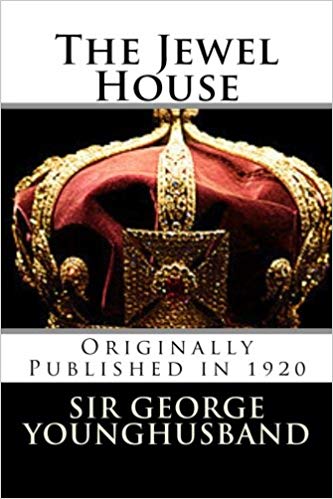 The Jewel
House
Originally
Published in 1920
SIR GEORGE
YOUNGHUSBAND